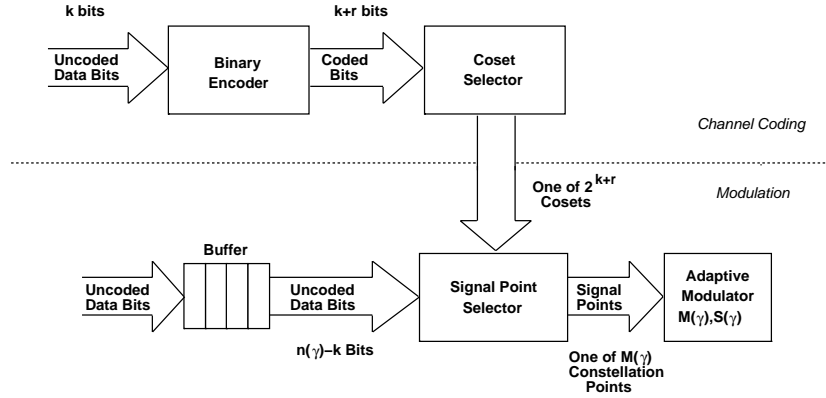 k bits
k+r bits
Uncoded
Data Bits
Binary
Encoder
Coded
Bits
Coset
Selector
Channel Coding
One of 2^k+r
Cosets
Modulation
Buffer
Uncoded
Data Bits
Uncoded
Data Bits
n(γ)−k Bits
Signal Point
Selector
Signal
Points
One of M(γ)
Constellation
Points
Adaptive
Modulator
M(γ),S(γ)